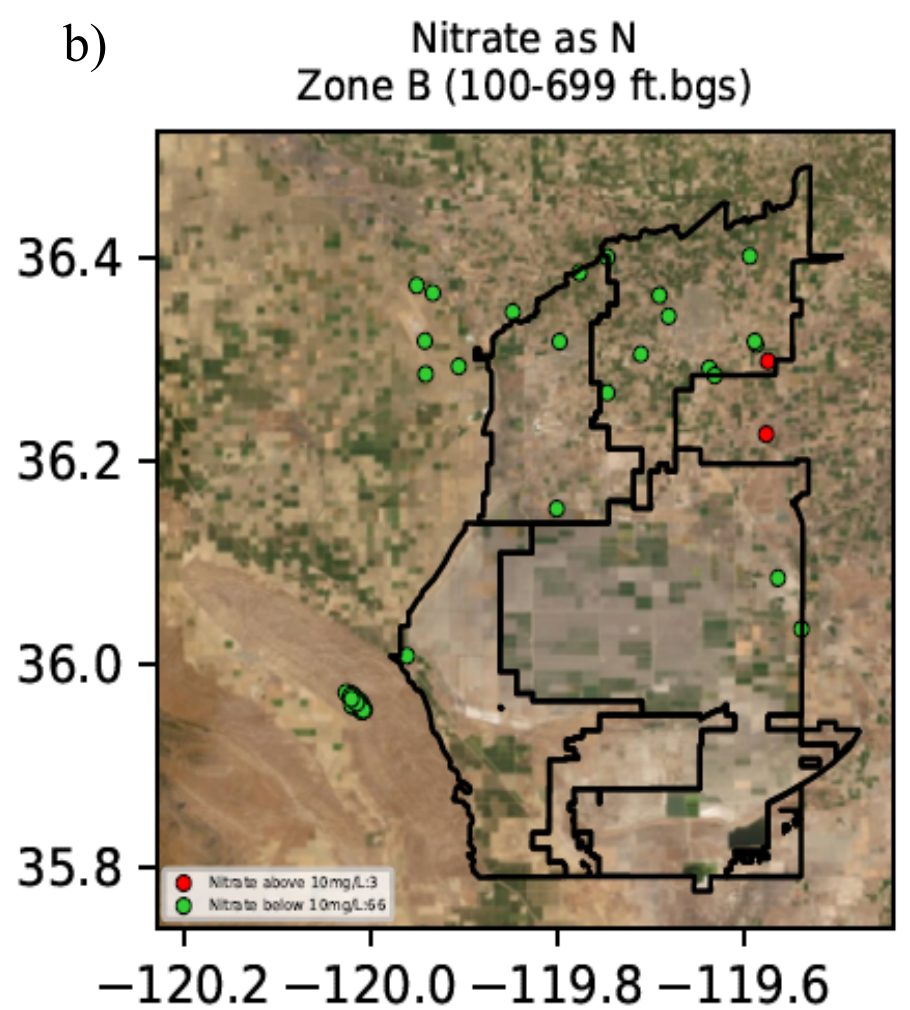 b)
Nitrate as N
Zone B (100-699 ft.bgs)
36.4
36.2
36.0
35.8
Nitrate above 10mg/L:3
Nitrate below 10mg/L:66
−120.2 −120.0 −119.8 −119.6